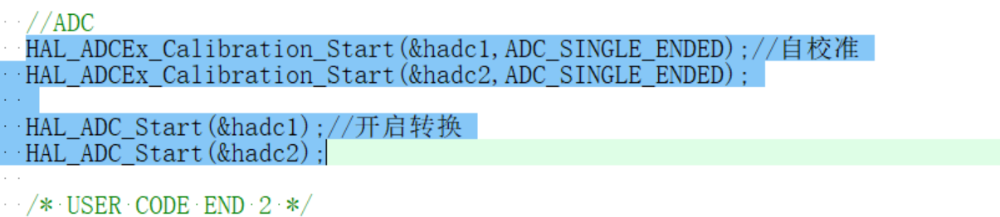 //ADC
HAL_ADCEx_Calibration_Start(&hadc1,ADC_SINGLE_ENDED);//自校准
HAL_ADCEx_Calibration_Start(&hadc2,ADC_SINGLE_ENDED);
HAL_ADC_Start(&hadc1);//开启转换
HAL_ADC_Start(&hadc2);
/* USER CODE END 2 */